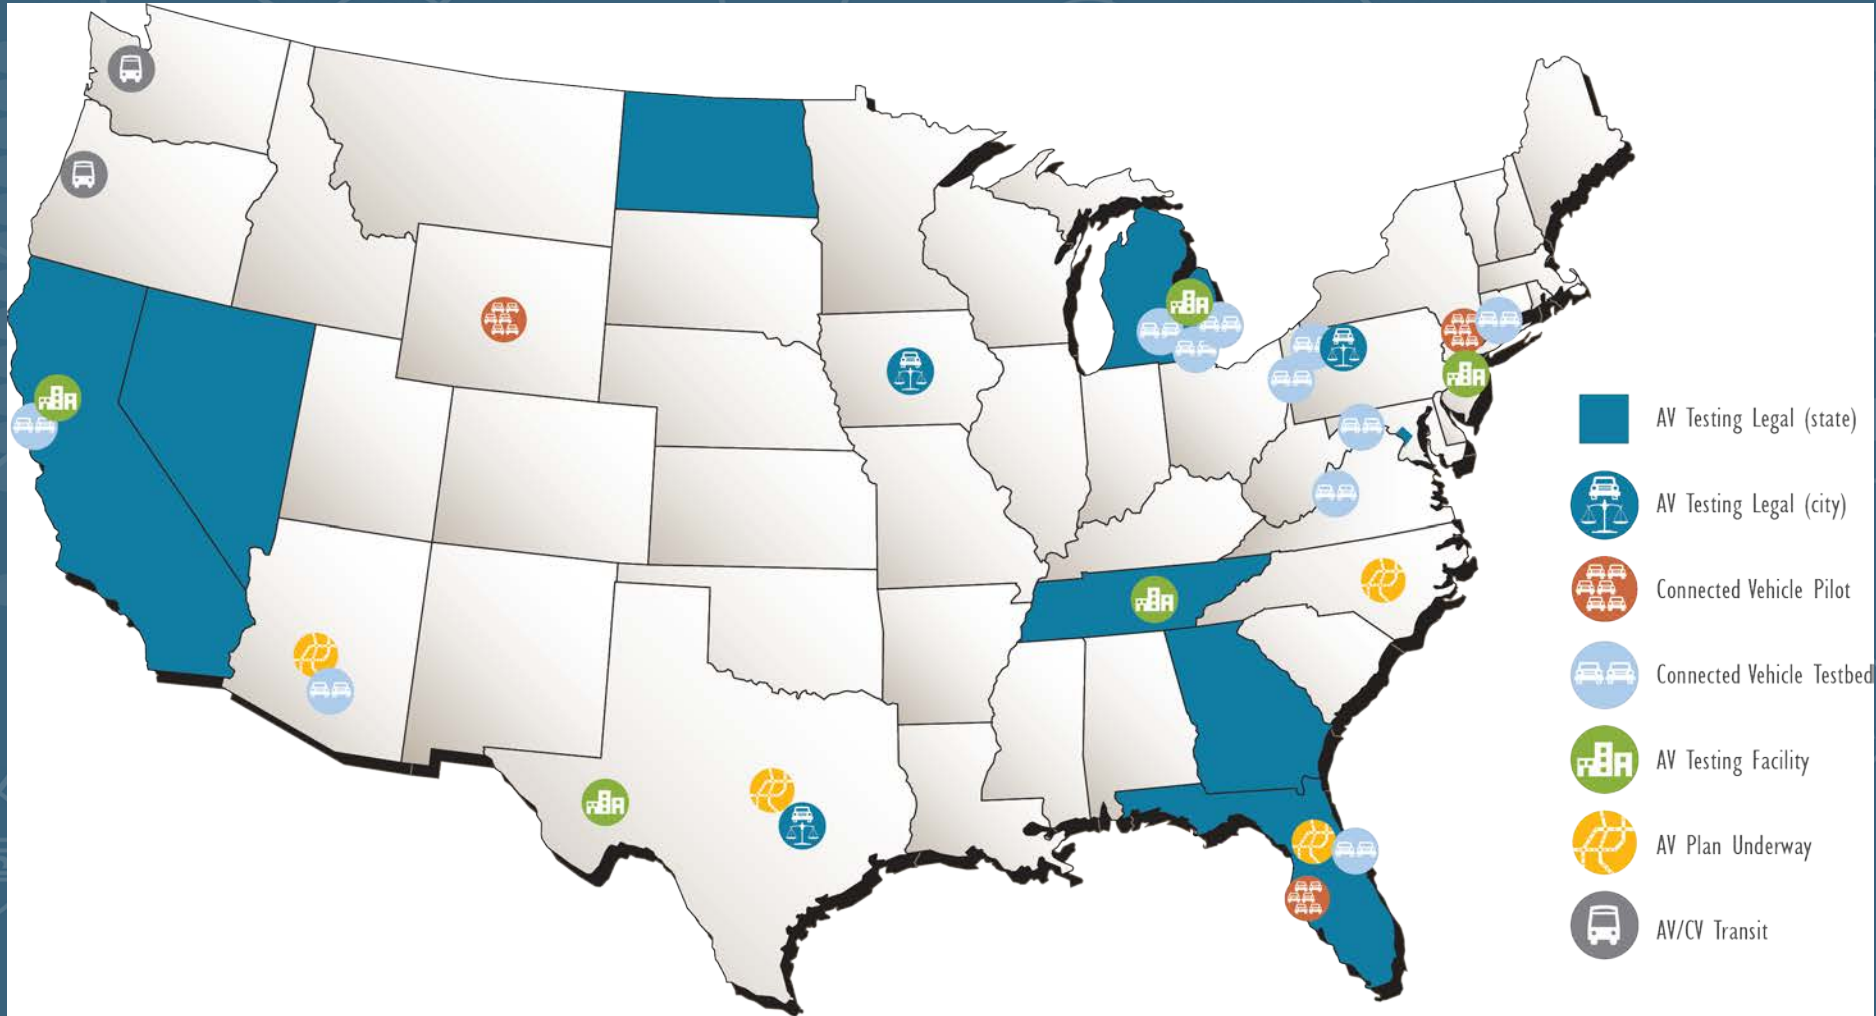 AV Testing Legal (state)
AV Testing Legal (city)
Connected Vehicle Pilot
Connected Vehicle Testbed
AV Testing Facility
AV Plan Underway
AV/CV Transit